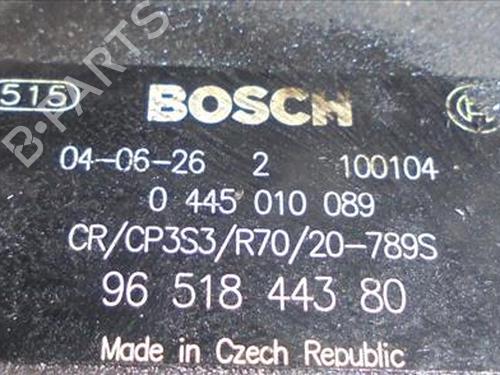 B-PARTS
515 BOSCH
04-06-26 2 100104
0 445 010 089
CR/CP3S3/R70/20-789S
96 518 443 80
Made in Czech Republic